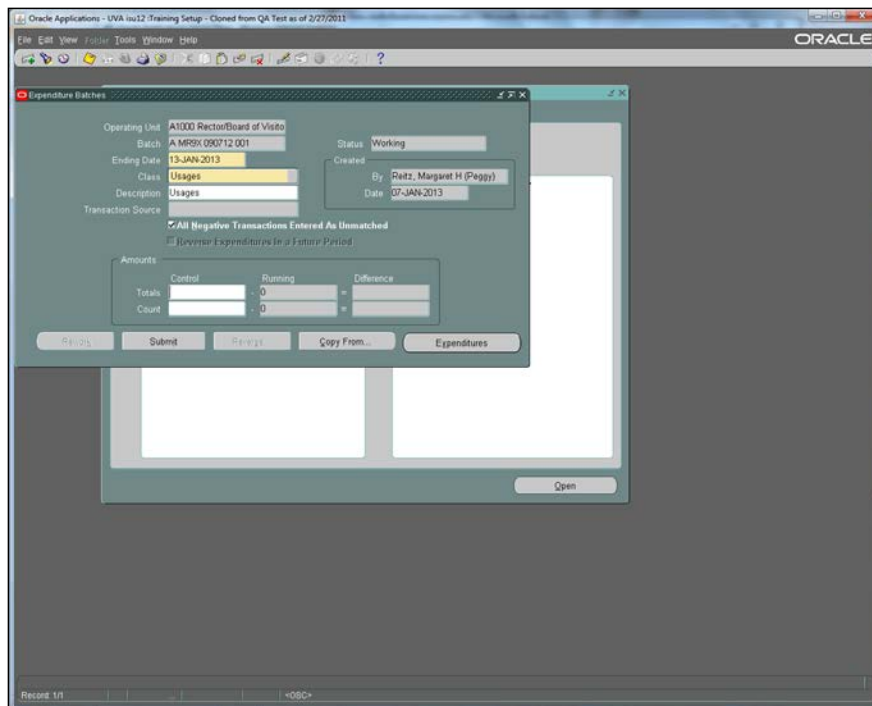 Oracle Applications - UVA isu12 :Training Setup - Cloned from QA Test as of 2/27/2011
File Edit View Folder Tools Window Help
ORACLE
Expenditure Batches
Operating Unit A1000 Rector/Board of Visito
Batch A MR9X 090712 001 Status Working
Ending Date 13-JAN-2013 Created
Class Usages By Reitz, Margaret H (Peggy)
Description Usages Date 07-JAN-2013
Transaction Source
All Negative Transactions Entered As Unmatched
Reverse Expenditures In a Future Period
Amounts
Control Running Difference
Totals - 0 =
Count - 0 =
Submit Copy From... Expenditures
Open
Record: 1/1 ... <OSC>